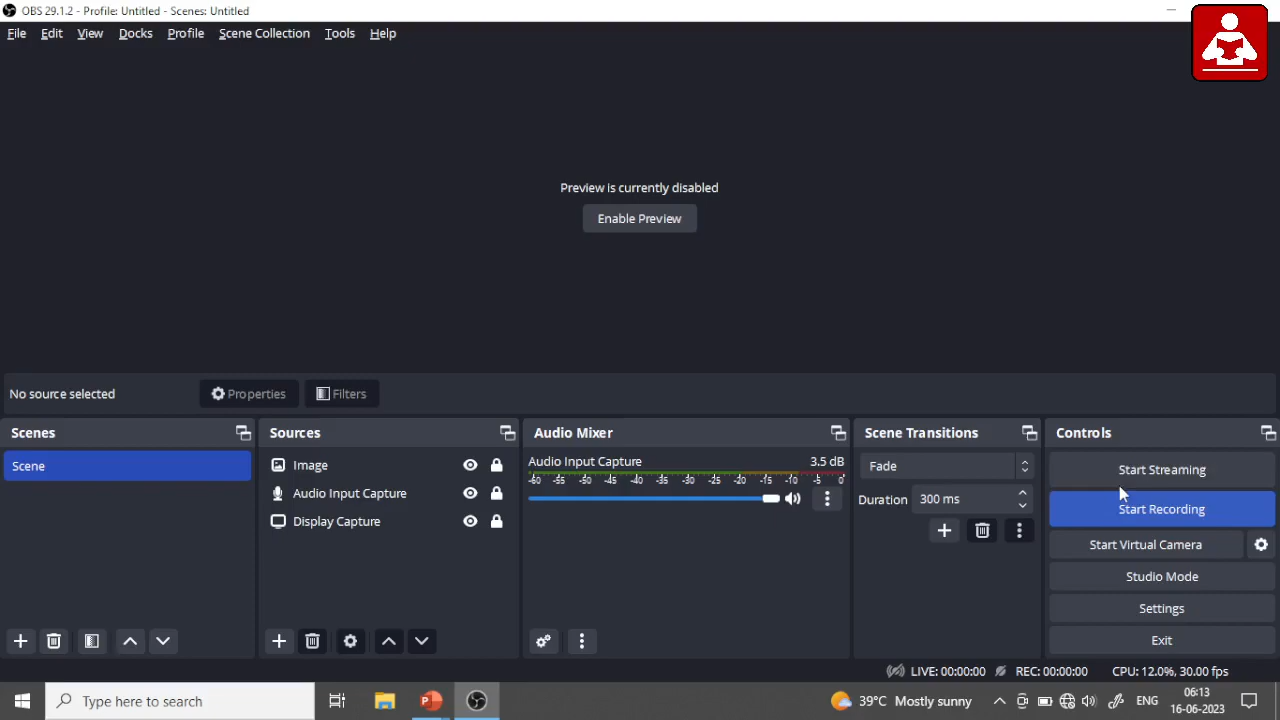 OBS 29.1.2 - Profile: Untitled - Scenes: Untitled
File Edit View Docks Profile Scene Collection Tools Help
Preview is currently disabled
Enable Preview
No source selected Properties Filters
Scenes
Scene
Sources
Image
Audio Input Capture
Display Capture
Audio Mixer
Audio Input Capture 3.5 dB
-60 -55 -50 -45 -40 -35 -30 -25 -20 -15 -10 -5 0
Scene Transitions
Fade
Duration 300 ms
Controls
Start Streaming
Start Recording
Start Virtual Camera
Studio Mode
Settings
Exit
LIVE: 00:00:00 REC: 00:00:00 CPU: 12.0%, 30.00 fps
Type here to search
39°C Mostly sunny
ENG
06:13
16-06-2023